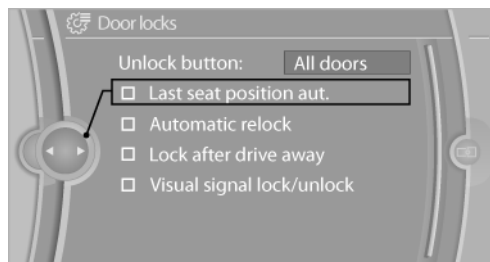 Door locks
Unlock button: All doors
Last seat position aut.
Automatic relock
Lock after drive away
Visual signal lock/unlock